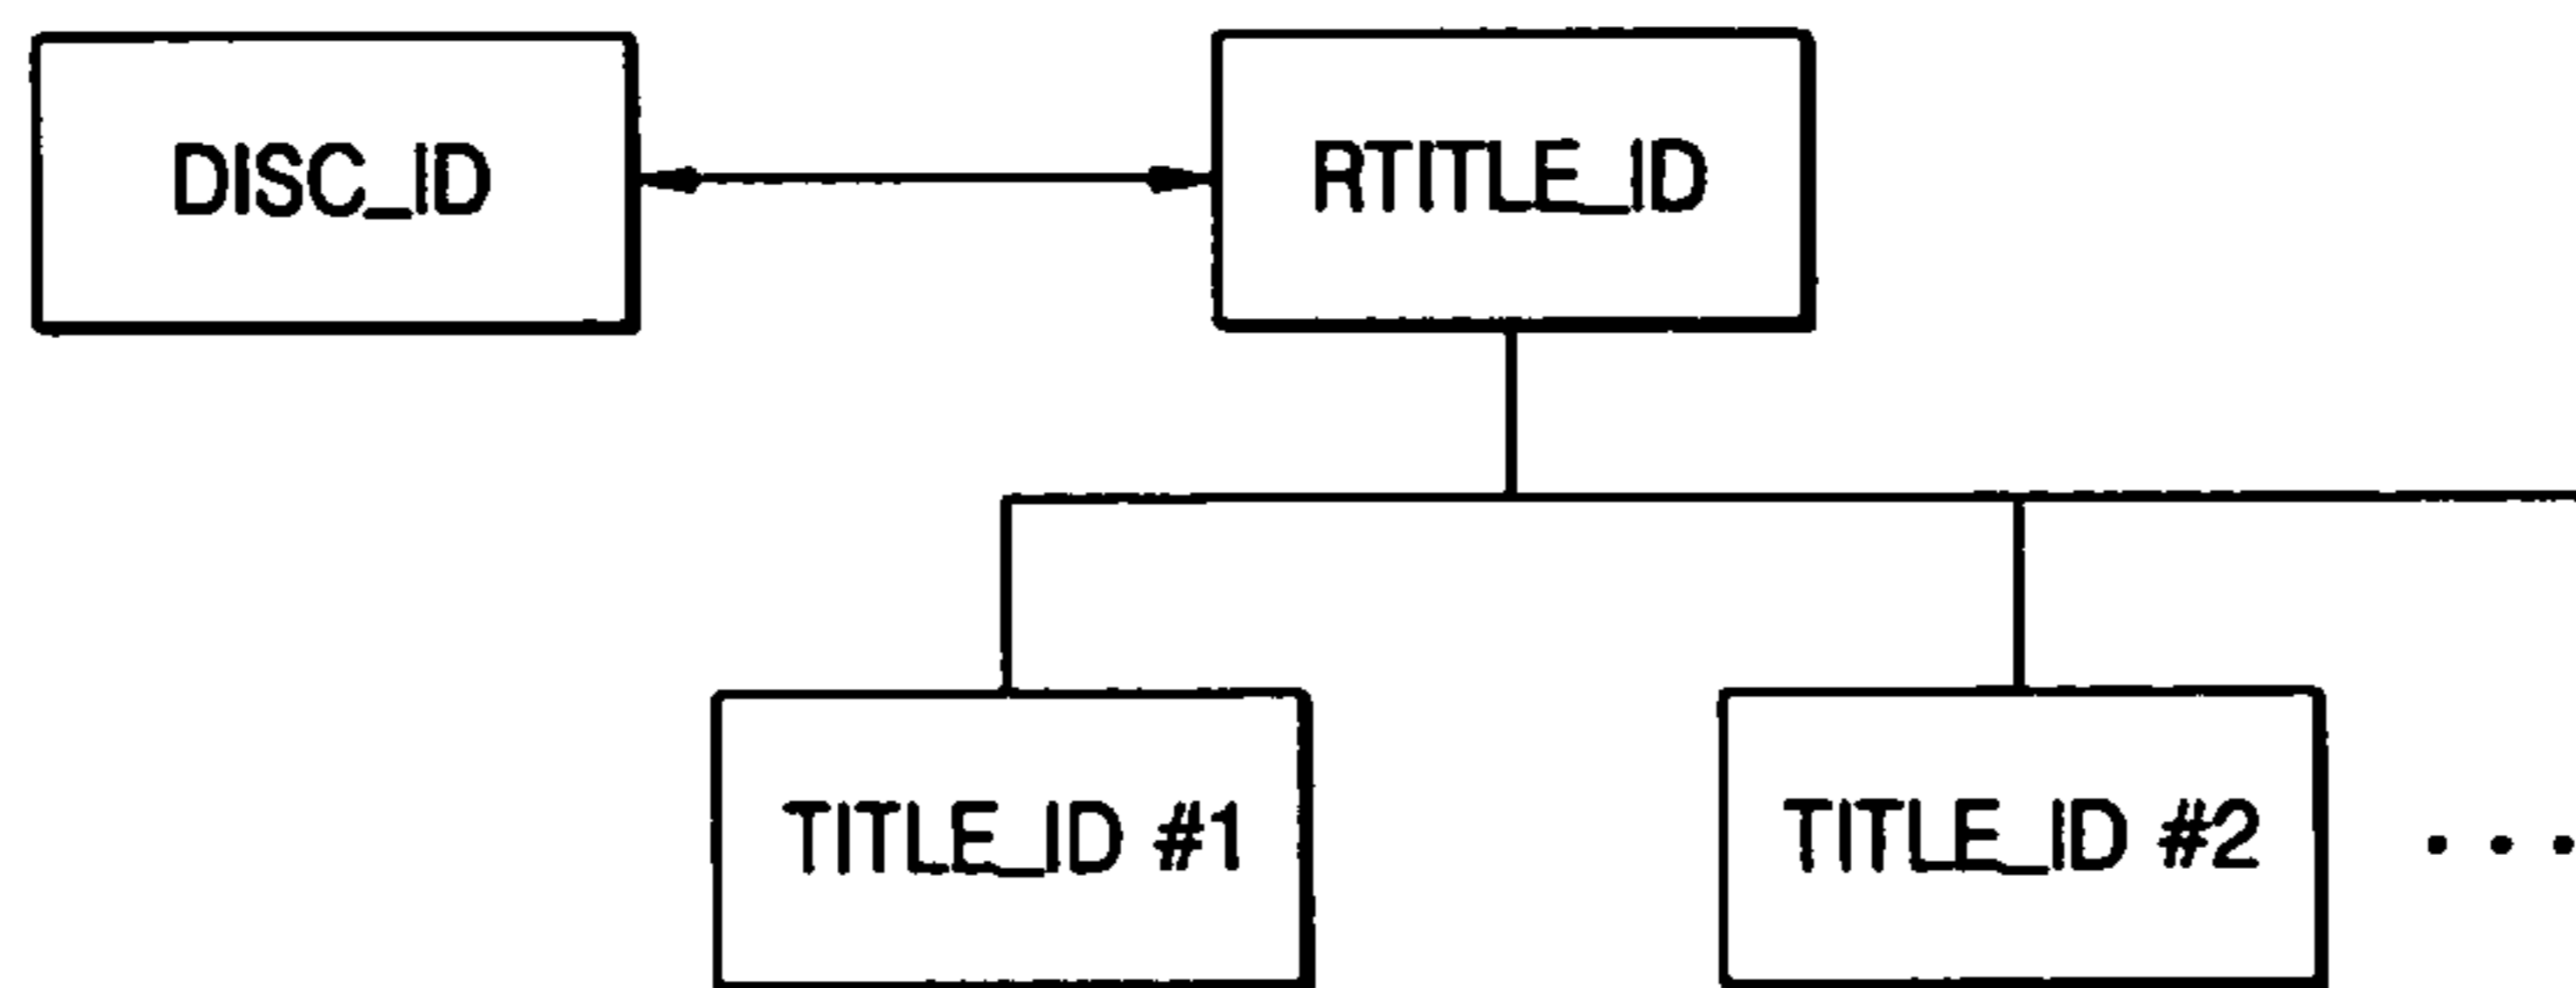 DISC_ID
RTITLE_ID
TITLE_ID #1
TITLE_ID #2
. . .